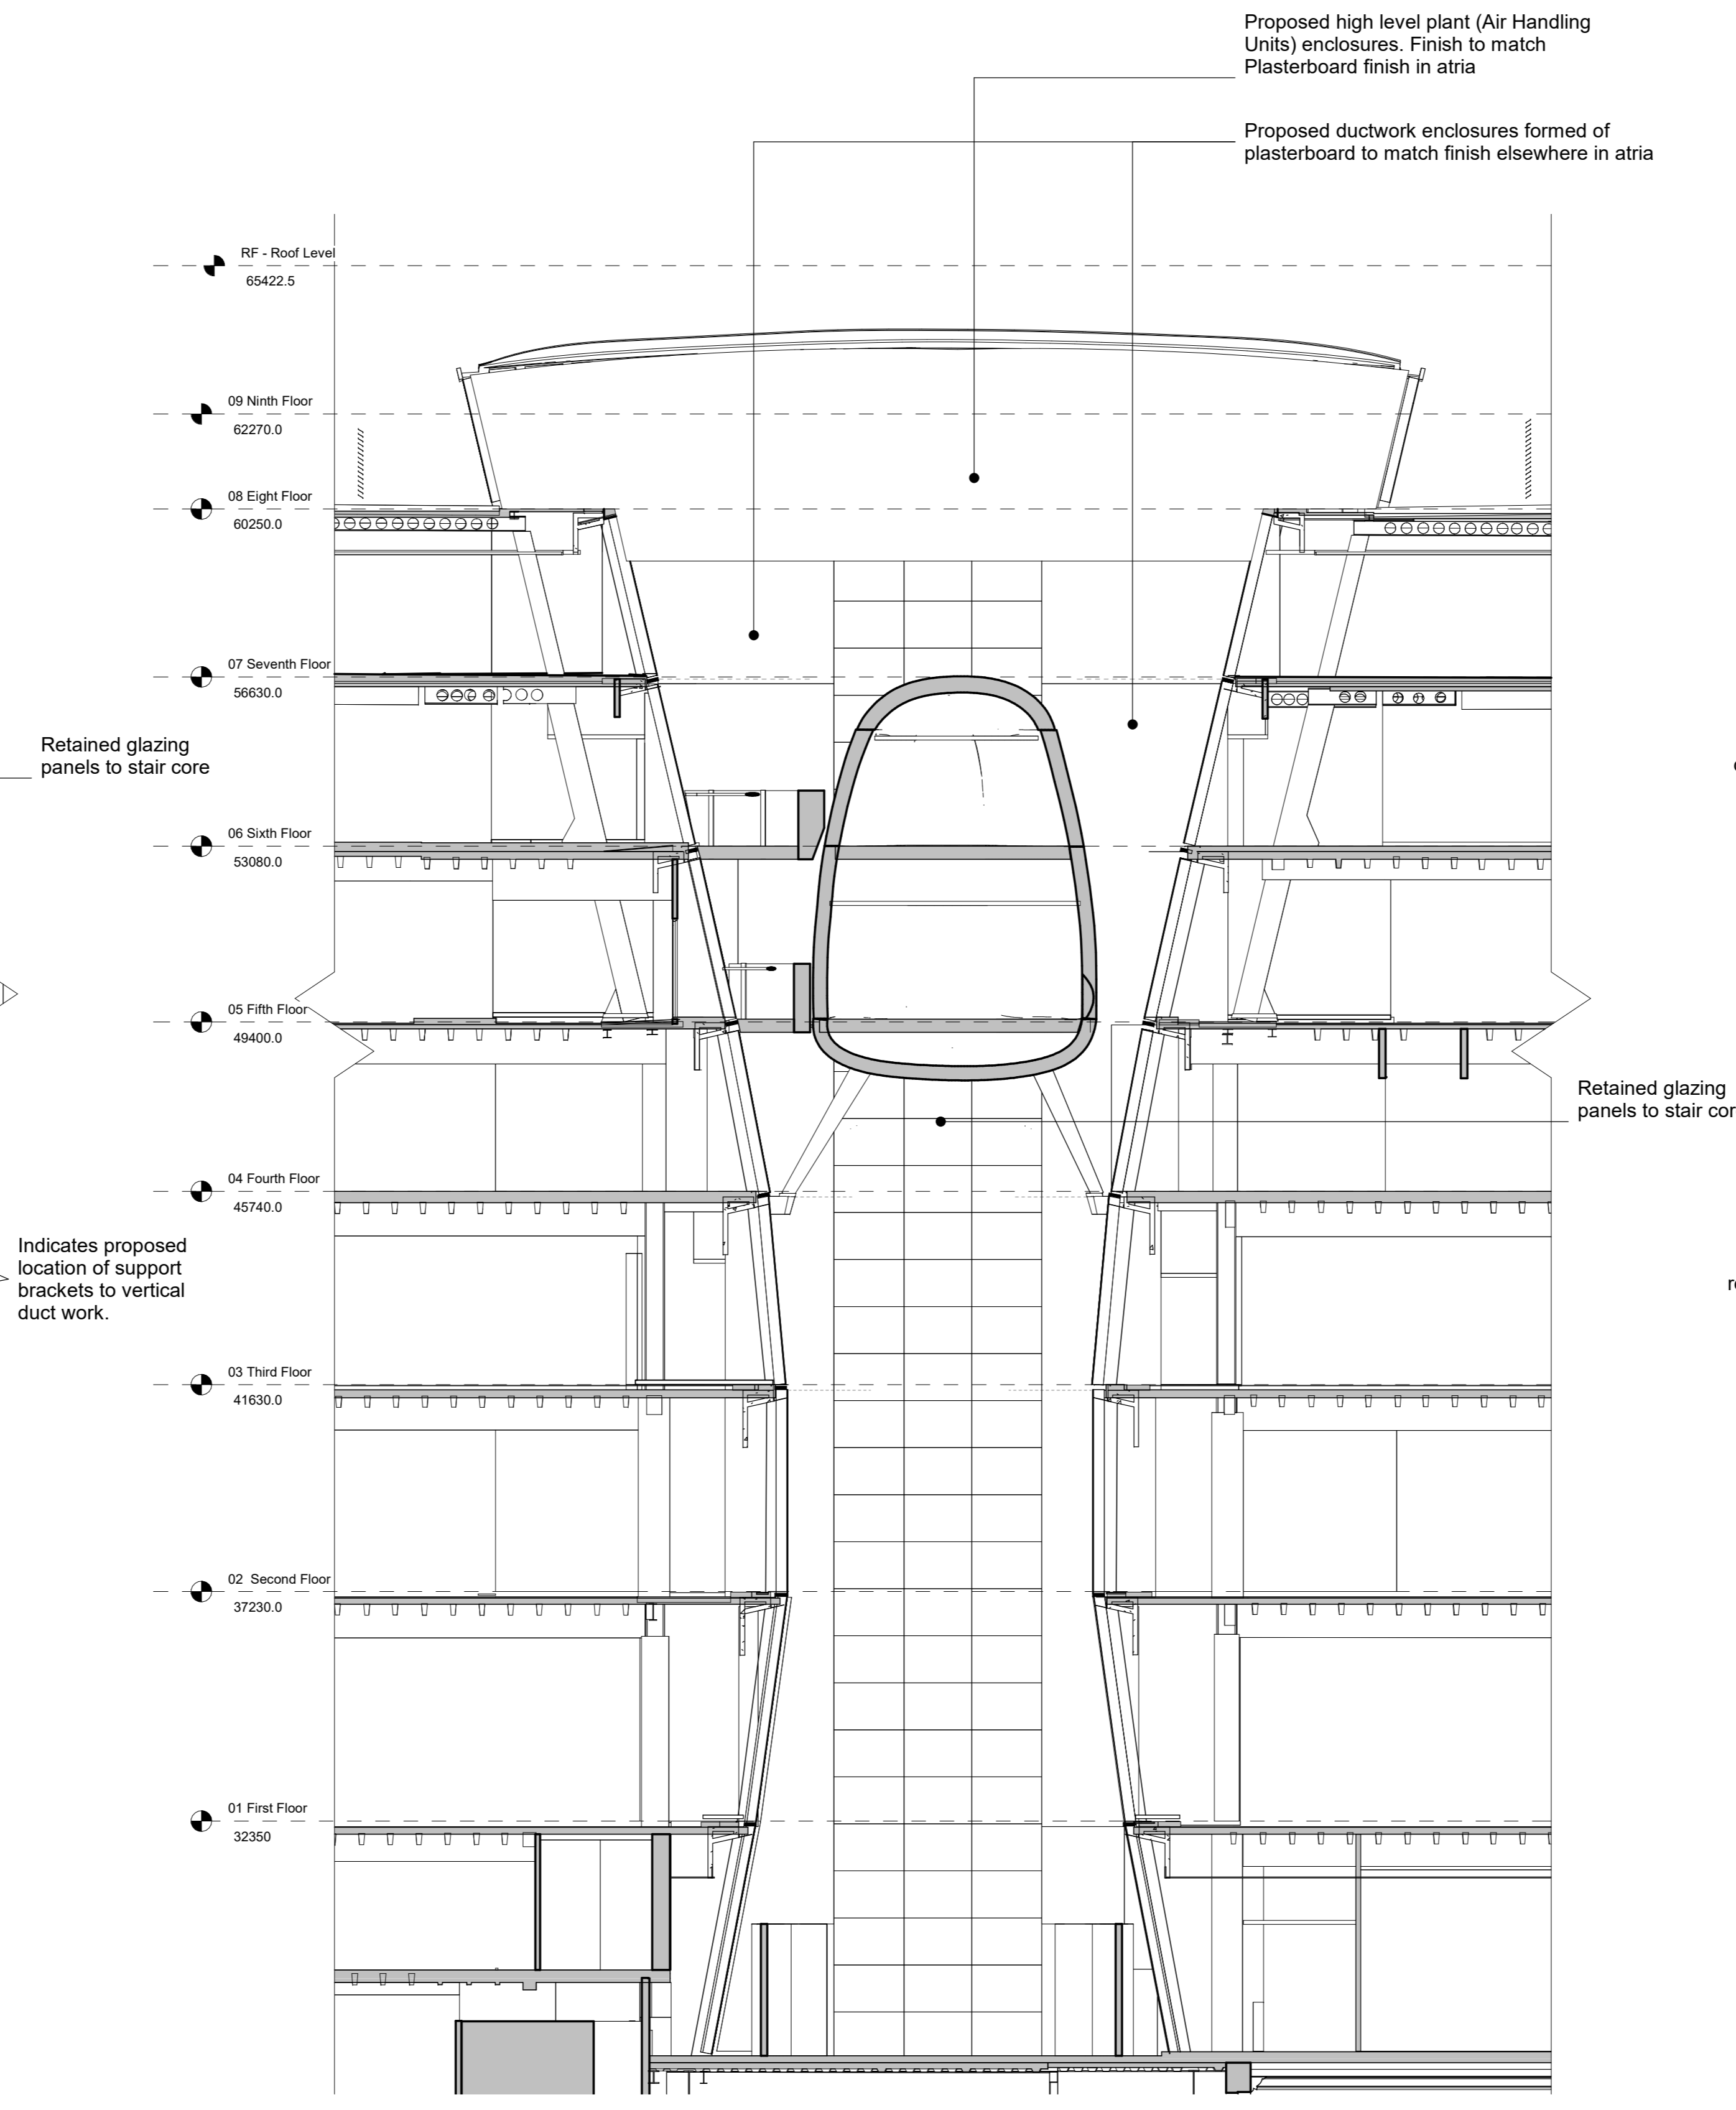 Proposed high level plant (Air Handling
Units) enclosures. Finish to match
Plasterboard finish in atria
Proposed ductwork enclosures formed of
plasterboard to match finish elsewhere in atria
RF - Roof Level
65422.5
09 Ninth Floor
62270.0
08 Eight Floor
60250.0
07 Seventh Floor
56630.0
Retained glazing
panels to stair core
06 Sixth Floor
53080.0
05 Fifth Floor
49400.0
Retained glazing
panels to stair cor
04 Fourth Floor
45740.0
Indicates proposed
location of support
brackets to vertical
duct work.
03 Third Floor
41630.0
02 Second Floor
37230.0
01 First Floor
32350